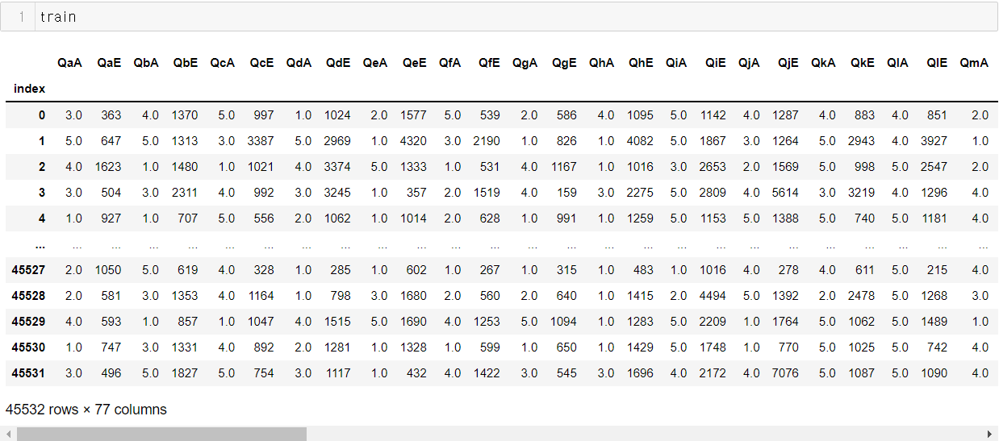 1 train
QaA QaE QbA QbE QcA QcE QdA QdE QeA QeE QfA QfE QgA QgE QhA QhE QiA QiE QjA QjE QkA QkE QlA QlE QmA
index
0 3.0 363 4.0 1370 5.0 997 1.0 1024 2.0 1577 5.0 539 2.0 586 4.0 1095 5.0 1142 4.0 1287 4.0 883 4.0 851 2.0
1 5.0 647 5.0 1313 3.0 3387 5.0 2969 1.0 4320 3.0 2190 1.0 826 1.0 4082 5.0 1867 3.0 1264 5.0 2943 4.0 3927 1.0
2 4.0 1623 1.0 1480 1.0 1021 4.0 3374 5.0 1333 1.0 531 4.0 1167 1.0 1016 3.0 2653 2.0 1569 5.0 998 5.0 2547 2.0
3 3.0 504 3.0 2311 4.0 992 3.0 3245 1.0 357 2.0 1519 4.0 159 3.0 2275 5.0 2809 4.0 5614 3.0 3219 4.0 1296 4.0
4 1.0 927 1.0 707 5.0 556 2.0 1062 1.0 1014 2.0 628 1.0 991 1.0 1259 5.0 1153 5.0 1388 5.0 740 5.0 1181 4.0
... ... ... ... ... ... ... ... ... ... ... ... ... ... ... ... ... ... ... ... ... ... ... ... ... ...
45527 2.0 1050 5.0 619 4.0 328 1.0 285 1.0 602 1.0 267 1.0 315 1.0 483 1.0 1016 4.0 278 4.0 611 5.0 215 4.0
45528 2.0 581 3.0 1353 4.0 1164 1.0 798 3.0 1680 2.0 560 2.0 640 1.0 1415 2.0 4494 5.0 1392 2.0 2478 5.0 1268 3.0
45529 4.0 593 1.0 857 1.0 1047 4.0 1515 5.0 1690 4.0 1253 5.0 1094 1.0 1283 5.0 2209 1.0 1764 5.0 1062 5.0 1489 1.0
45530 1.0 747 3.0 1331 4.0 892 2.0 1281 1.0 1328 1.0 599 1.0 650 1.0 1429 5.0 1748 1.0 770 5.0 1025 5.0 742 4.0
45531 3.0 496 5.0 1827 5.0 754 3.0 1117 1.0 432 4.0 1422 3.0 545 3.0 1696 4.0 2172 4.0 7076 5.0 1087 5.0 1090 4.0
45532 rows × 77 columns